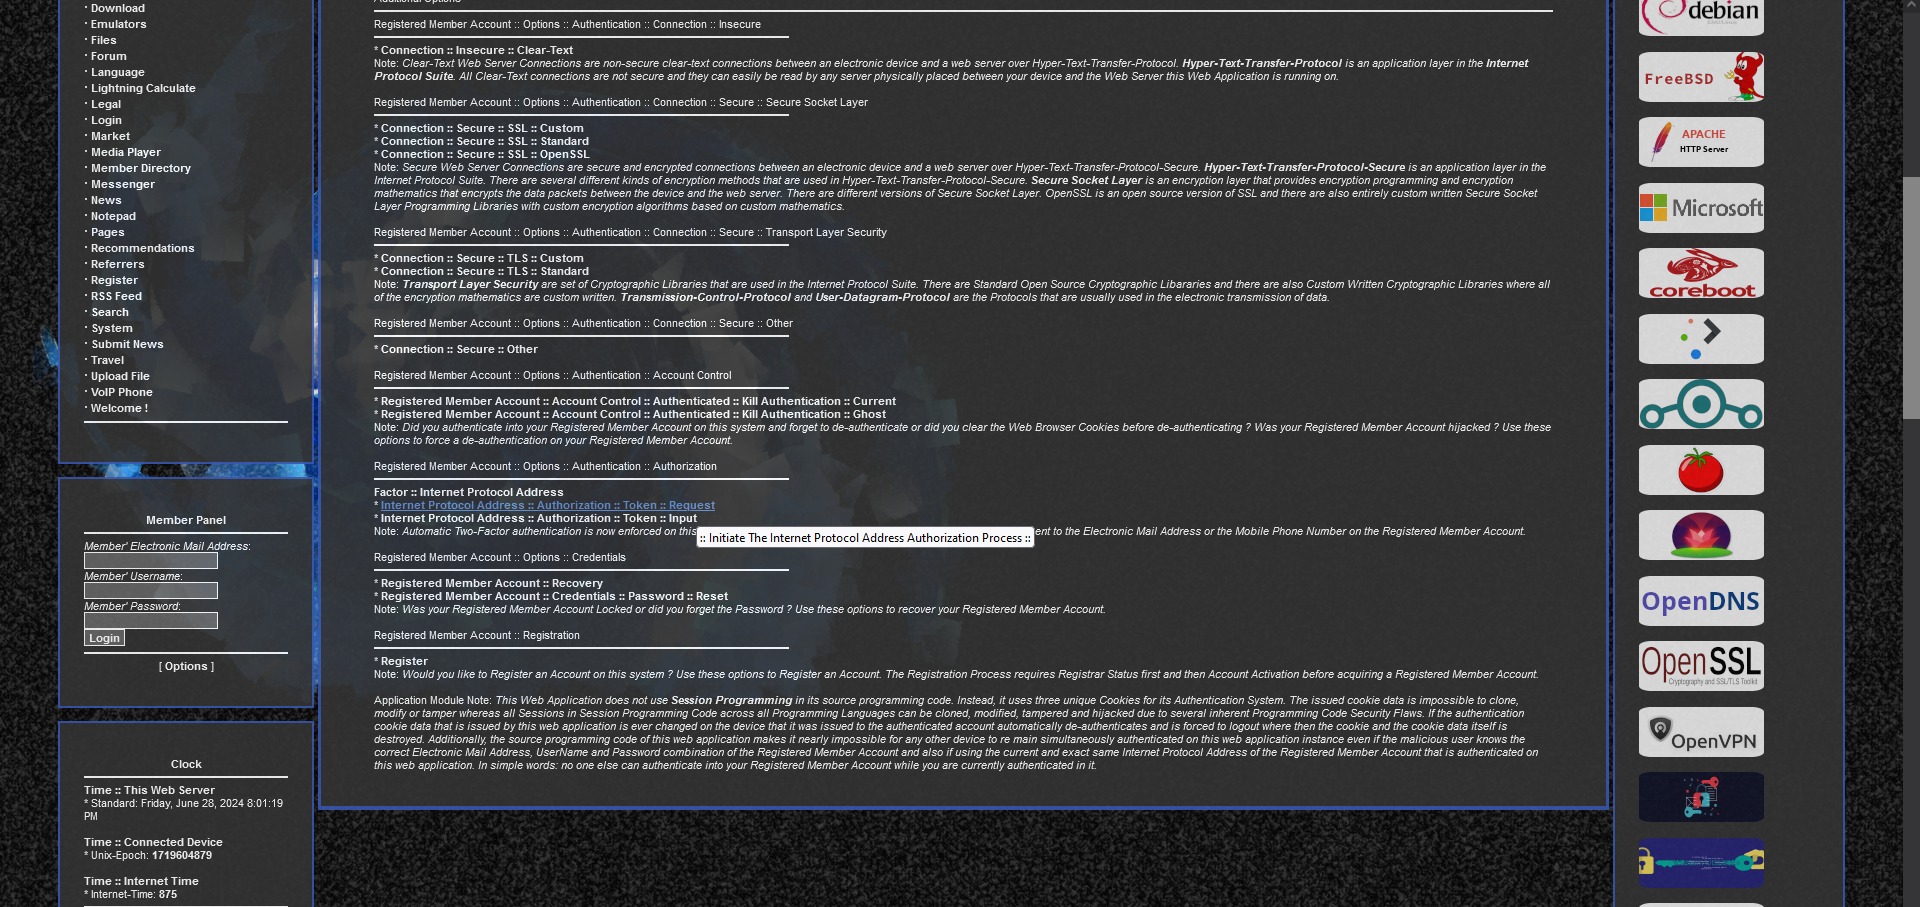 · Download
· Emulators
· Files
· Forum
· Language
· Lightning Calculate
· Legal
· Login
· Market
· Media Player
· Member Directory
· Messenger
· News
· Notepad
· Pages
· Recommendations
· Referrers
· Register
· RSS Feed
· Search
· System
· Submit News
· Travel
· Upload File
· VoIP Phone
· Welcome !
Member Panel
Member' Electronic Mail Address:
Member' Username:
Member' Password:
Login
[ Options ]
Clock
Time :: This Web Server
* Standard: Friday, June 28, 2024 8:01:19
PM
Time :: Connected Device
* Unix-Epoch: 1719604879
Time :: Internet Time
* Internet-Time: 875
Additional Options
Registered Member Account :: Options :: Authentication :: Connection :: Insecure
* Connection :: Insecure :: Clear-Text
Note: Clear-Text Web Server Connections are non-secure clear-text connections between an electronic device and a web server over Hyper-Text-Transfer-Protocol. Hyper-Text-Transfer-Protocol is an application layer in the Internet
Protocol Suite. All Clear-Text connections are not secure and they can easily be read by any server physically placed between your device and the Web Server this Web Application is running on.
Registered Member Account :: Options :: Authentication :: Connection :: Secure :: Secure Socket Layer
* Connection :: Secure :: SSL :: Custom
* Connection :: Secure :: SSL :: Standard
* Connection :: Secure :: SSL :: OpenSSL
Note: Secure Web Server Connections are secure and encrypted connections between an electronic device and a web server over Hyper-Text-Transfer-Protocol-Secure. Hyper-Text-Transfer-Protocol-Secure is an application layer in the
Internet Protocol Suite. There are several different kinds of encryption methods that are used in Hyper-Text-Transfer-Protocol-Secure. Secure Socket Layer is an encryption layer that provides encryption programming and encryption
mathematics that encrypts the data packets between the device and the web server. There are different versions of Secure Socket Layer. OpenSSL is an open source version of SSL and there are also entirely custom written Secure Socket
Layer Programming Libraries with custom encryption algorithms based on custom mathematics.
Registered Member Account :: Options :: Authentication :: Connection :: Secure :: Transport Layer Security
* Connection :: Secure :: TLS :: Custom
* Connection :: Secure :: TLS :: Standard
Note: Transport Layer Security are set of Cryptographic Libraries that are used in the Internet Protocol Suite. There are Standard Open Source Cryptographic Libararies and there are also Custom Written Cryptographic Libraries where all
of the encryption mathematics are custom written. Transmission-Control-Protocol and User-Datagram-Protocol are the Protocols that are usually used in the electronic transmission of data.
Registered Member Account :: Options :: Authentication :: Connection :: Secure :: Other
* Connection :: Secure :: Other
Registered Member Account :: Options :: Authentication :: Account Control
* Registered Member Account :: Account Control :: Authenticated :: Kill Authentication :: Current
* Registered Member Account :: Account Control :: Authenticated :: Kill Authentication :: Ghost
Note: Did you authenticate into your Registered Member Account on this system and forget to de-authenticate or did you clear the Web Browser Cookies before de-authenticating ? Was your Registered Member Account hijacked ? Use these
options to force a de-authentication on your Registered Member Account.
Registered Member Account :: Options :: Authentication :: Authorization
Factor :: Internet Protocol Address
* Internet Protocol Address :: Authorization :: Token :: Request
* Internet Protocol Address :: Authorization :: Token :: Input
Note: Automatic Two-Factor authentication is now enforced on this
:: Initiate The Internet Protocol Address Authorization Process ::
ent to the Electronic Mail Address or the Mobile Phone Number on the Registered Member Account.
Registered Member Account :: Options :: Credentials
* Registered Member Account :: Recovery
* Registered Member Account :: Credentials :: Password :: Reset
Note: Was your Registered Member Account Locked or did you forget the Password ? Use these options to recover your Registered Member Account.
Registered Member Account :: Registration
* Register
Note: Would you like to Register an Account on this system ? Use these options to Register an Account. The Registration Process requires Registrar Status first and then Account Activation before acquiring a Registered Member Account.
Application Module Note: This Web Application does not use Session Programming in its source programming code. Instead, it uses three unique Cookies for its Authentication System. The issued cookie data is impossible to clone,
modify or tamper whereas all Sessions in Session Programming Code across all Programming Languages can be cloned, modified, tampered and hijacked due to several inherent Programming Code Security Flaws. If the authentication
cookie data that is issued by this web application is ever changed on the device that it was issued to the authenticated account automatically de-authenticates and is forced to logout where then the cookie and the cookie data itself is
destroyed. Additionally, the source programming code of this web application makes it nearly impossible for any other device to re main simultaneously authenticated on this web application instance even if the malicious user knows the
correct Electronic Mail Address, UserName and Password combination of the Registered Member Account and also if using the current and exact same Internet Protocol Address of the Registered Member Account that is authenticated on
this web application. In simple words: no one else can authenticate into your Registered Member Account while you are currently authenticated in it.
debian
FreeBSD
APACHE
HTTP Server
Microsoft
coreboot
OpenDNS
OpenSSL
Cryptography and SSL/TLS Toolkit
OpenVPN